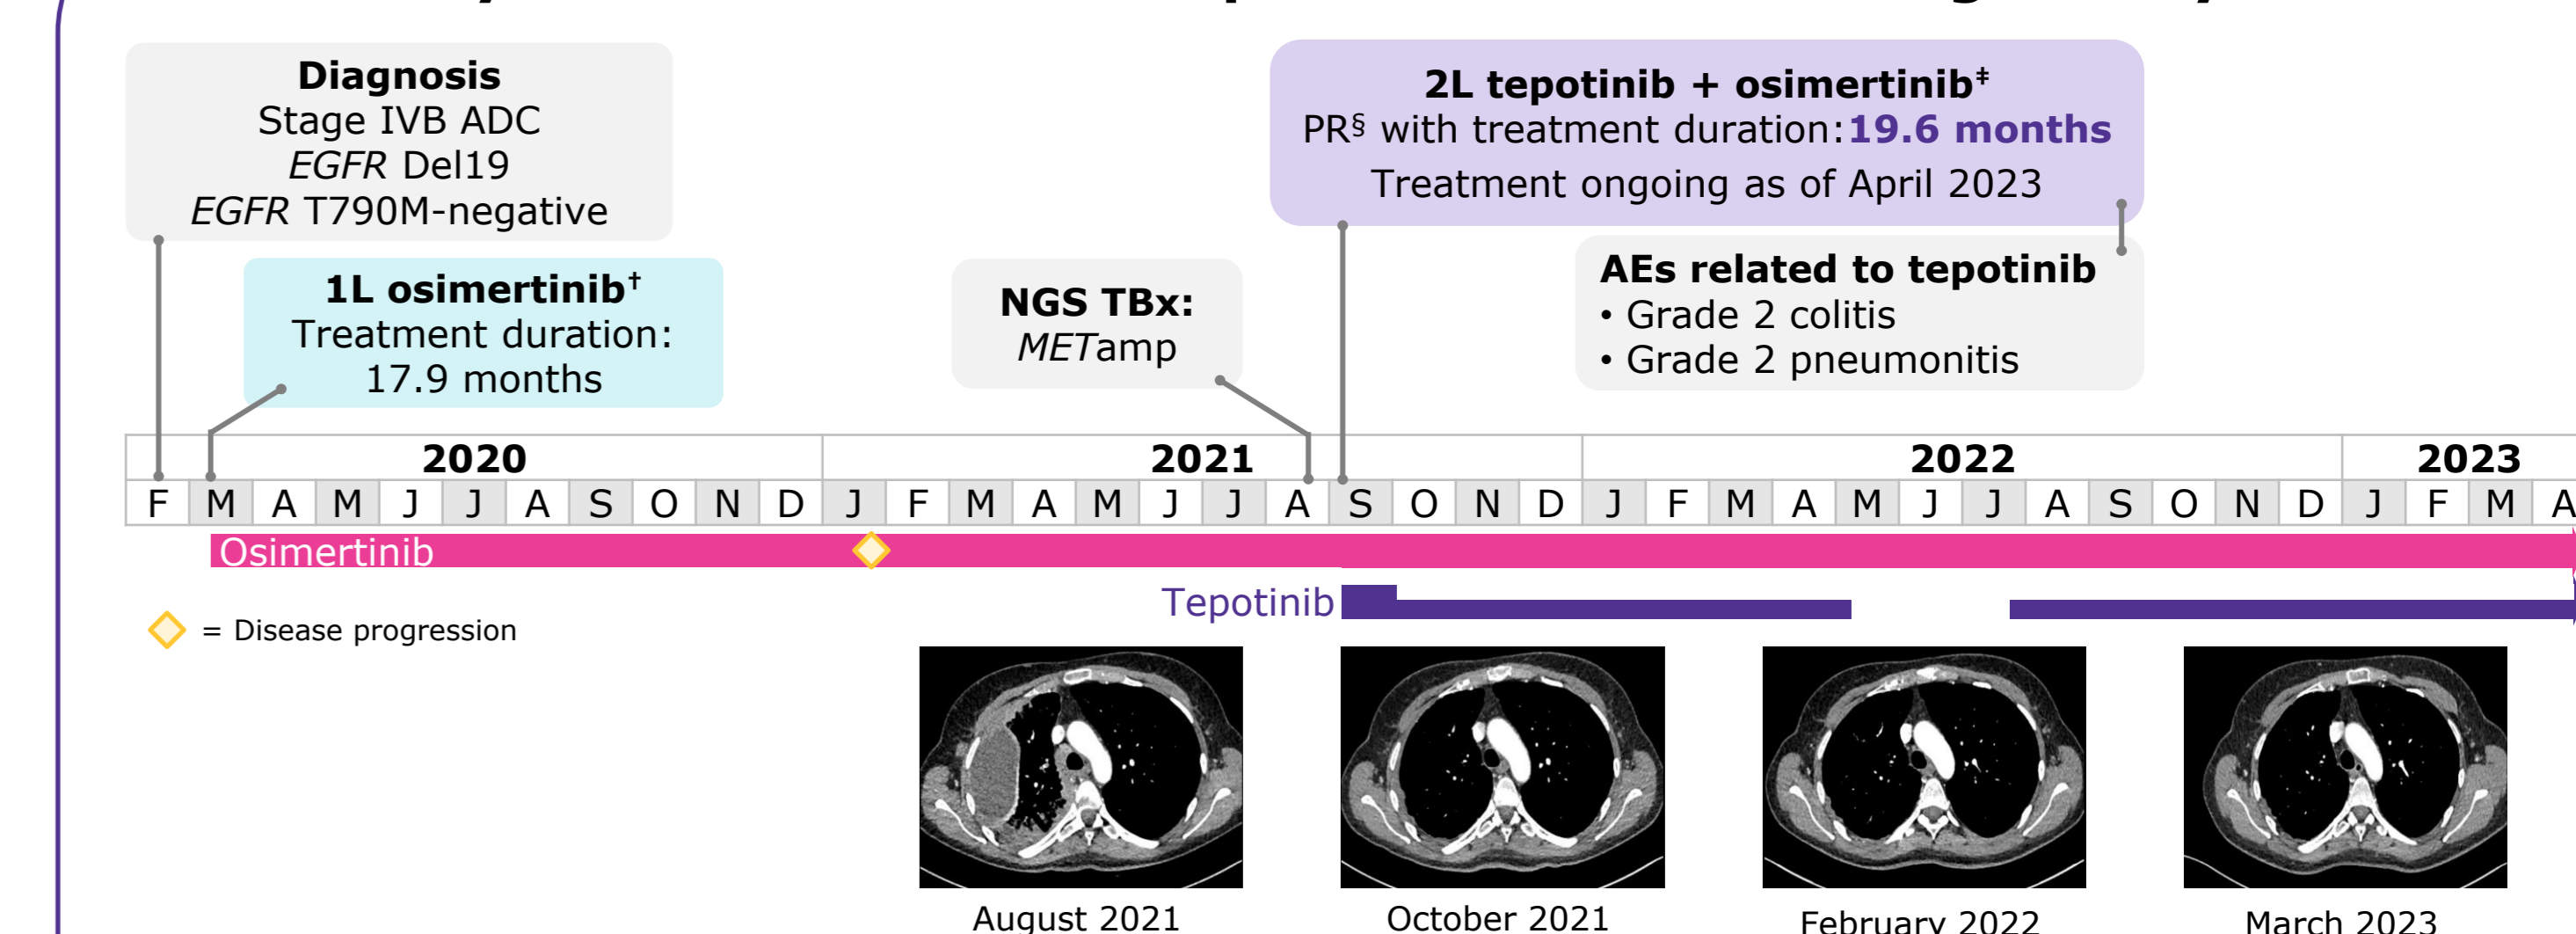 Diagnosis
Stage IVB ADC
EGFR Del19
EGFR T790M-negative
1L osimertinib†
Treatment duration:
17.9 months
NGS TBx:
METamp
2L tepotinib + osimertinib‡
PR§ with treatment duration: 19.6 months
Treatment ongoing as of April 2023
AEs related to tepotinib
• Grade 2 colitis
• Grade 2 pneumonitis
2020 2021 2022 2023
F M A M J J A S O N D J F M A M J J A S O N D J F M A M J J A S O N D J F M A
Osimertinib
Tepotinib
= Disease progression
August 2021 October 2021 February 2022 March 2023